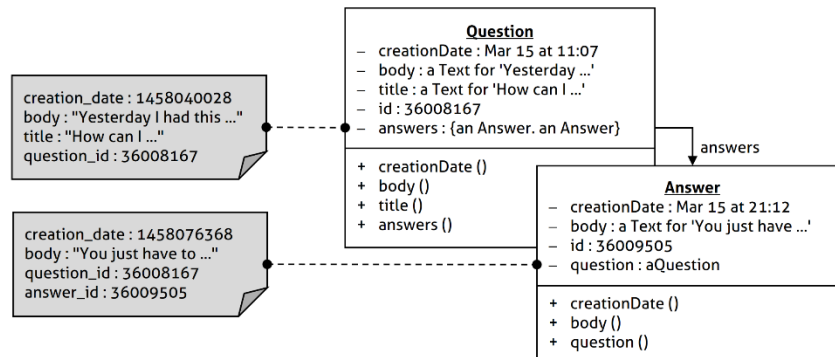 Question
– creationDate : Mar 15 at 11:07
– body : a Text for 'Yesterday ...'
– title : a Text for 'How can I ...'
– id : 36008167
– answers : {an Answer. an Answer}
+ creationDate ()
+ body ()
+ title ()
+ answers ()
creation_date : 1458040028
body : "Yesterday I had this ..."
title : "How can I ..."
question_id : 36008167
answers
Answer
– creationDate : Mar 15 at 21:12
– body : a Text for 'You just have ...'
– id : 36009505
– question : aQuestion
+ creationDate ()
+ body ()
+ question ()
creation_date : 1458076368
body : "You just have to ..."
question_id : 36008167
answer_id : 36009505